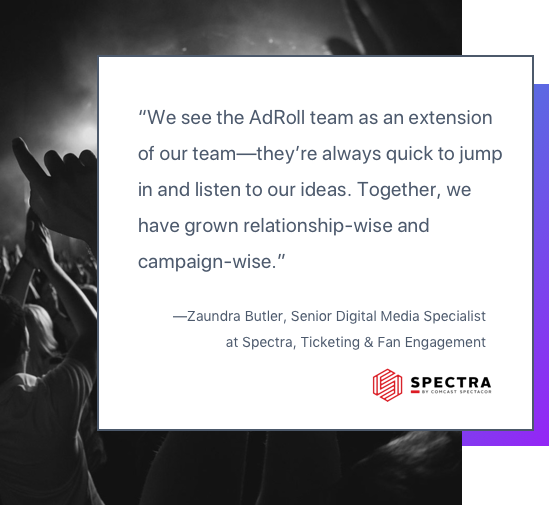 “We see the AdRoll team as an extension
of our team—they’re always quick to jump
in and listen to our ideas. Together, we
have grown relationship-wise and
campaign-wise.”
—Zaundra Butler, Senior Digital Media Specialist
at Spectra, Ticketing & Fan Engagement
SPECTRA
BY COMCAST SPECTACOR